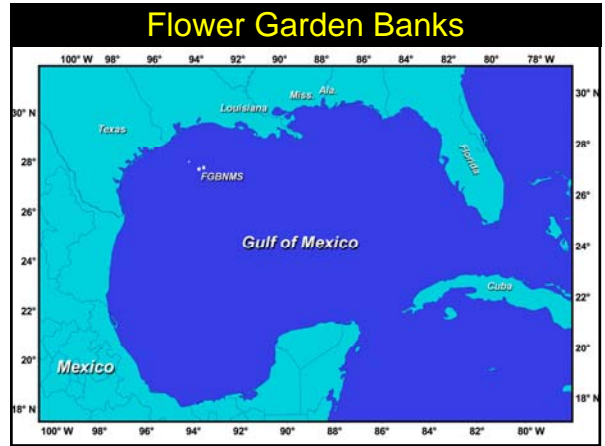 Flower Garden Banks
100° W 98° 96° 94° 92° 90° 88° 86° 84° 82° 80° 78° W
30° N 30° N
Miss. Ala.
Louisiana
Texas
Florida
28° 28°
FGBNMS
26° 26°
Gulf of Mexico
24° 24°
Cuba
22° 22°
20° 20°
Mexico
18° N 18° N
100° W 98° 96° 94° 92° 90° 88° 86° 84° 82° 80° W